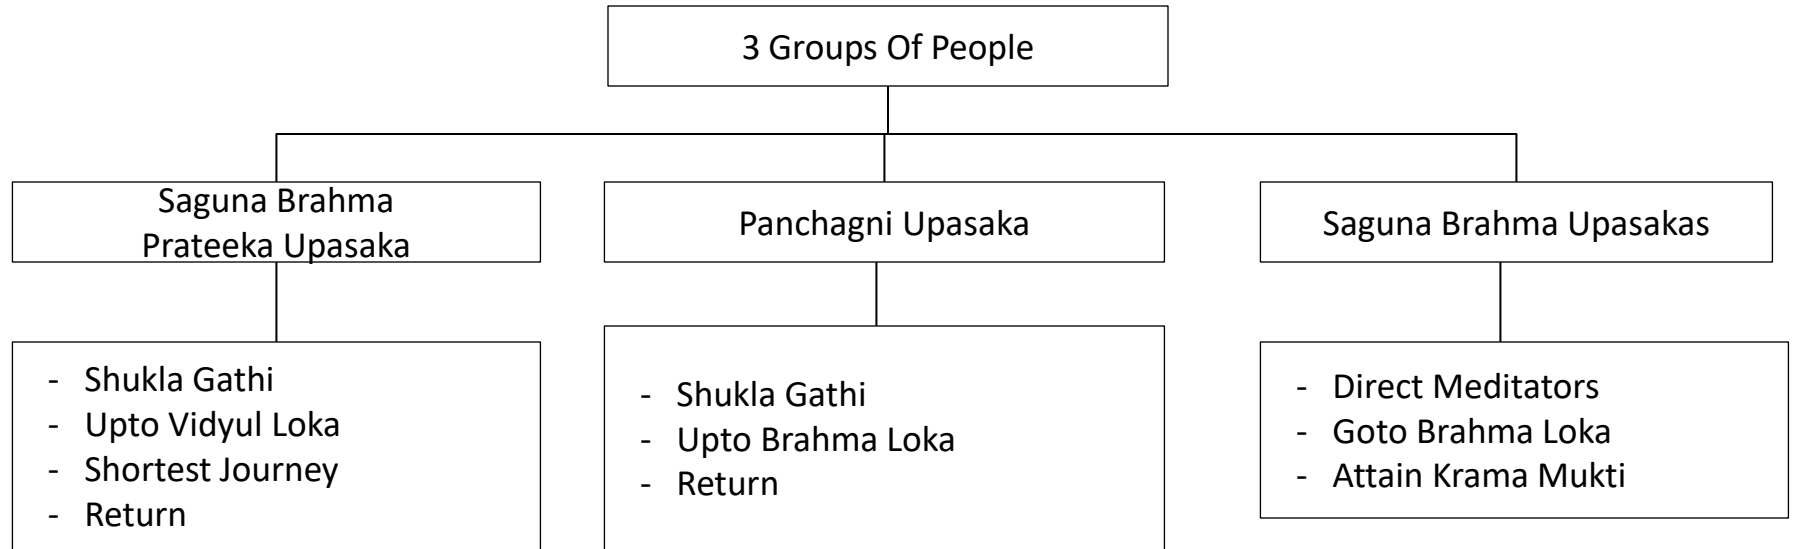 3 Groups Of People
Saguna Brahma
Prateeka Upasaka
Panchagni Upasaka
Saguna Brahma Upasakas
- Shukla Gathi
- Upto Vidyul Loka
- Shortest Journey
- Return
- Shukla Gathi
- Upto Brahma Loka
- Return
- Direct Meditators
- Goto Brahma Loka
- Attain Krama Mukti